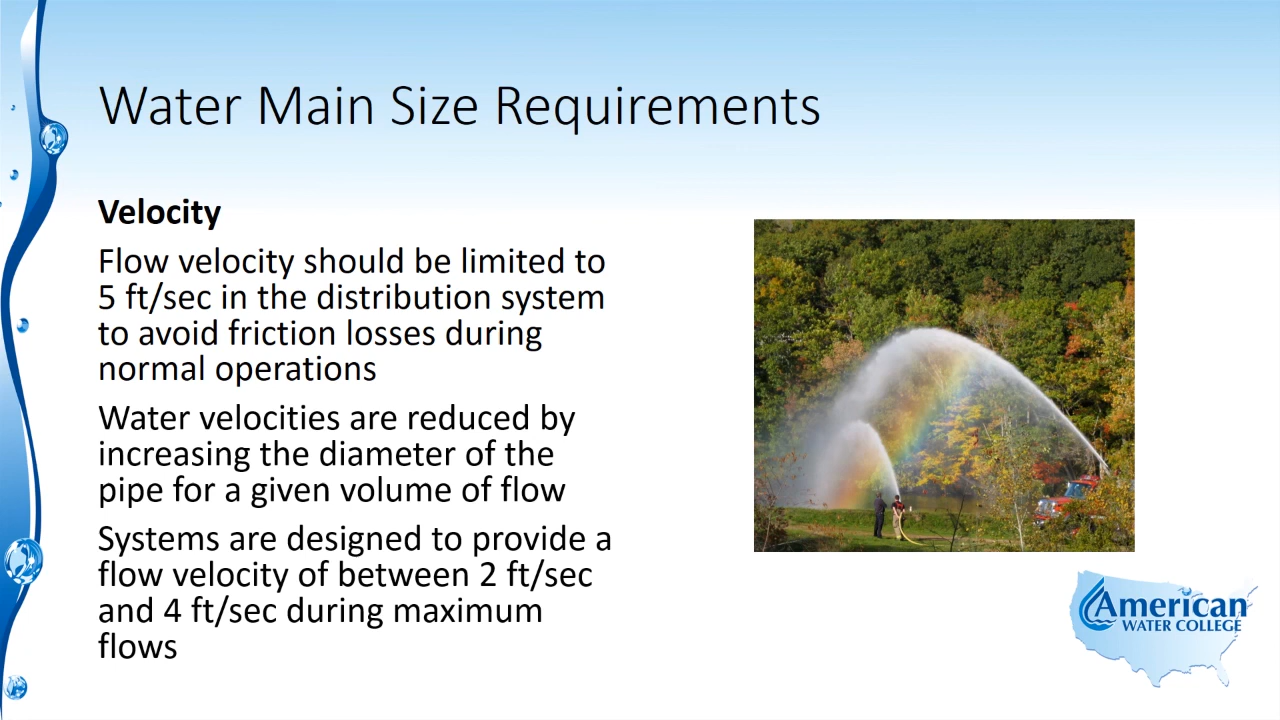 Water Main Size Requirements
Velocity
Flow velocity should be limited to
5 ft/sec in the distribution system
to avoid friction losses during
normal operations
Water velocities are reduced by
increasing the diameter of the
pipe for a given volume of flow
Systems are designed to provide a
flow velocity of between 2 ft/sec
and 4 ft/sec during maximum
flows
American
WATER COLLEGE